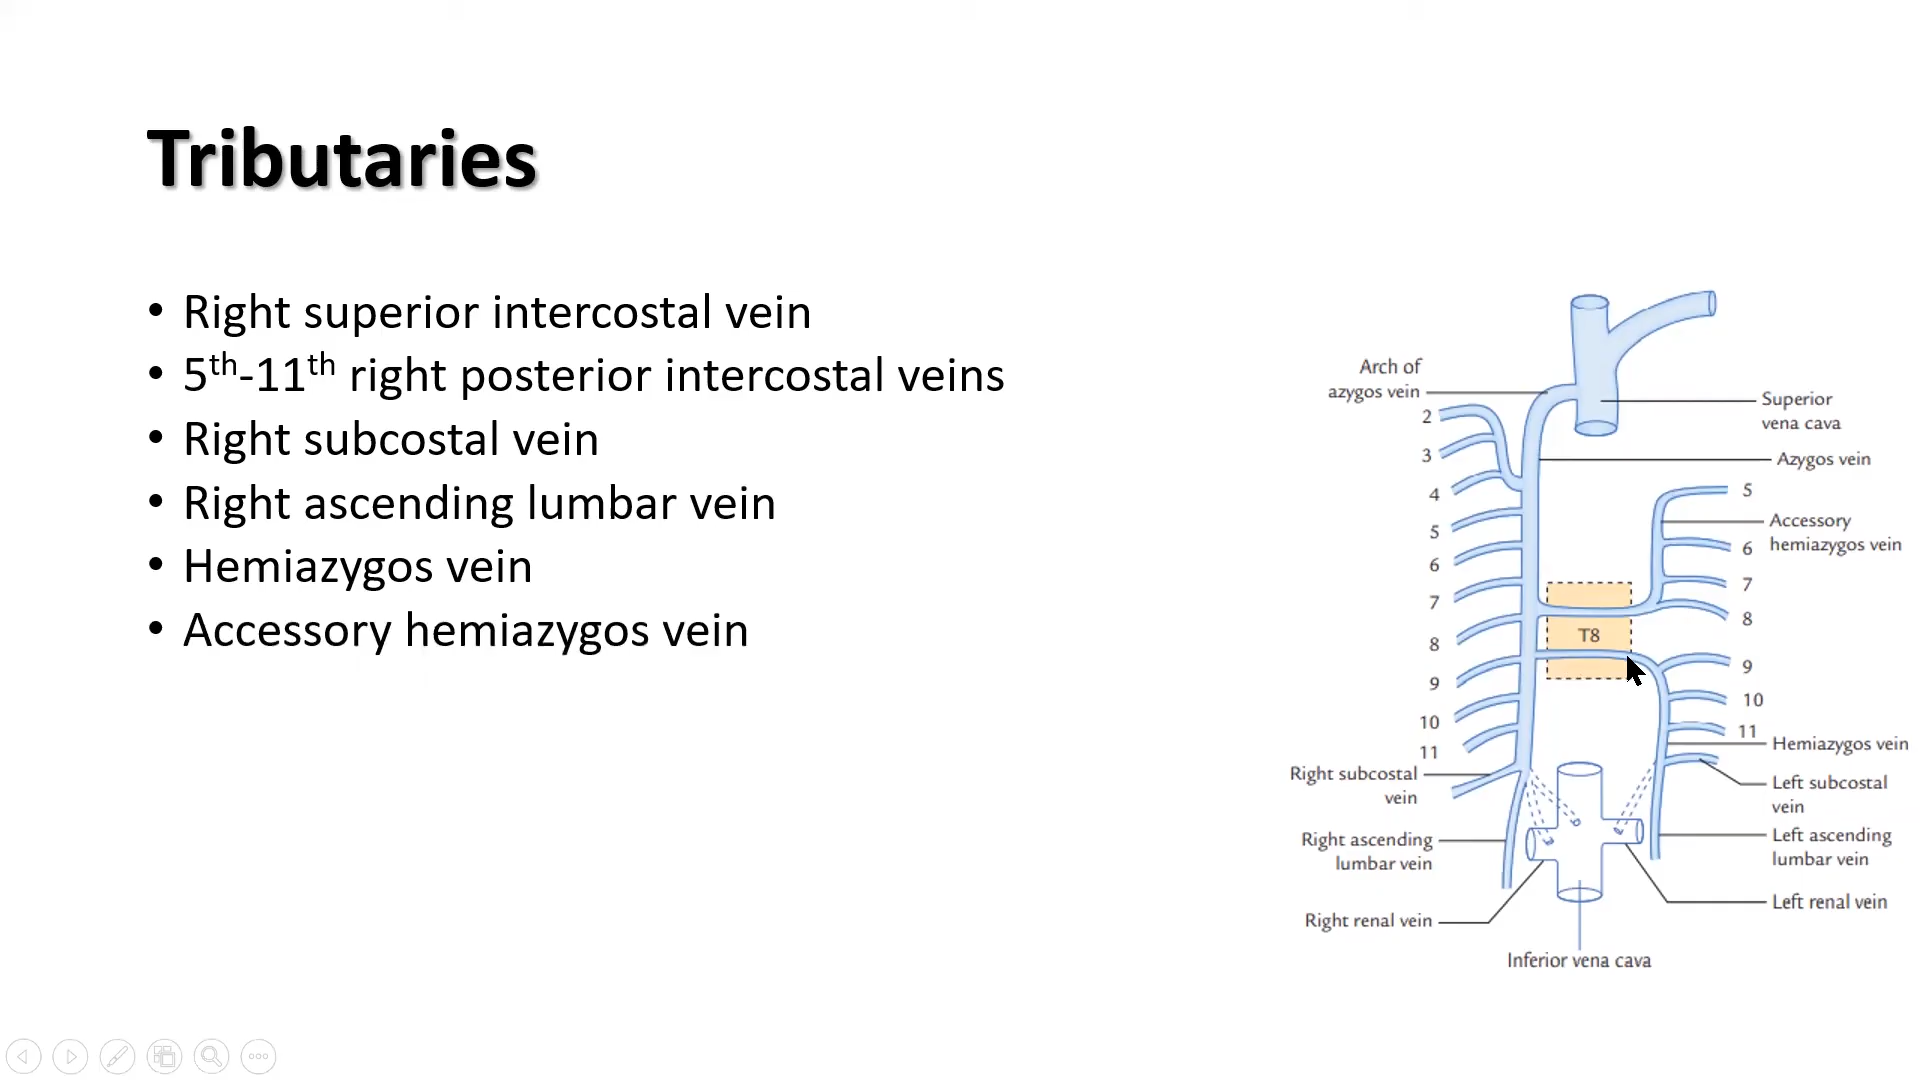 Tributaries
• Right superior intercostal vein
• 5th-11th right posterior intercostal veins
• Right subcostal vein
• Right ascending lumbar vein
• Hemiazygos vein
• Accessory hemiazygos vein
Arch of
azygos vein
2
3
4
5
6
7
8
9
10
11
Right subcostal
vein
Right ascending
lumbar vein
Right renal vein
Inferior vena cava
T8
Superior
vena cava
Azygos vein
5
Accessory
hemiazygos vein
6
7
8
9
10
11
Hemiazygos vein
Left subcostal
vein
Left ascending
lumbar vein
Left renal vein